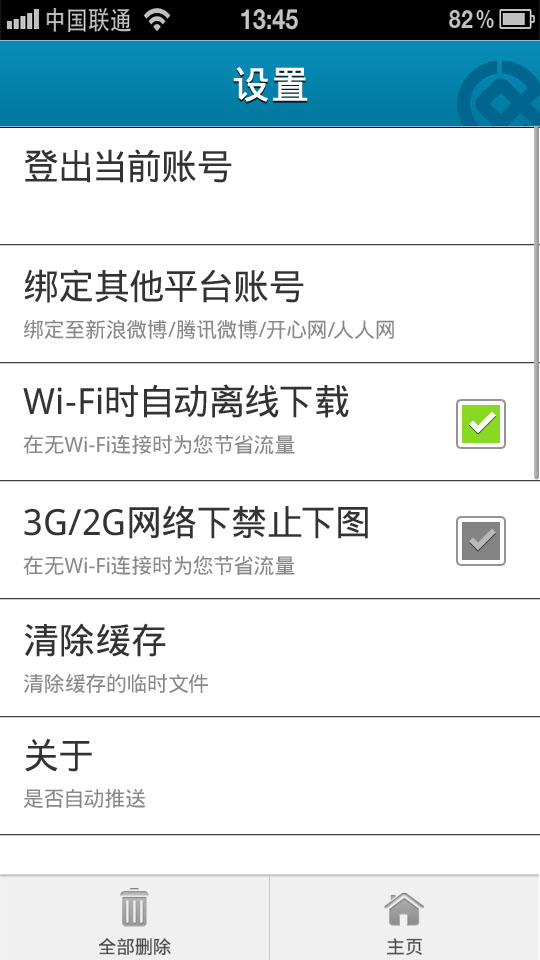 中国联通 13:45 82%
设置
登出当前账号
绑定其他平台账号
绑定至新浪微博/腾讯微博/开心网/人人网
Wi-Fi时自动离线下载
在无Wi-Fi连接时为您节省流量
3G/2G网络下禁止下图
在无Wi-Fi连接时为您节省流量
清除缓存
清除缓存的临时文件
关于
是否自动推送
全部删除 主页